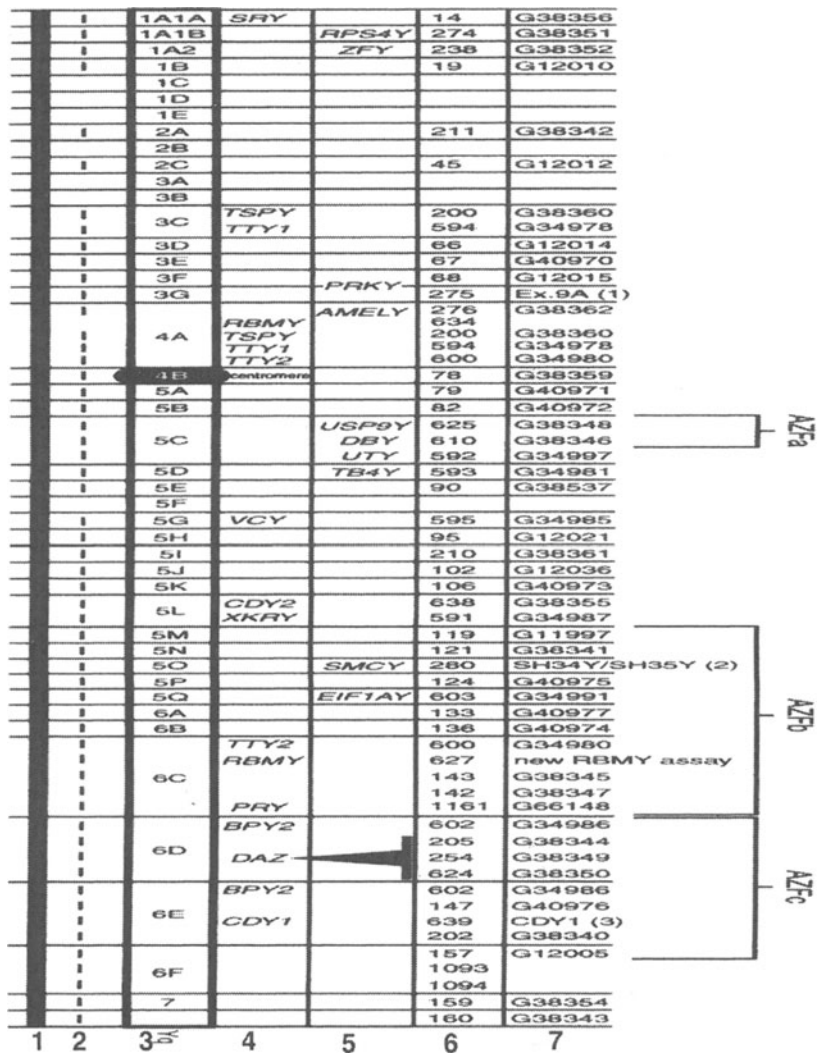 1A1A SRY 14 G38356
1A1B RPS4Y 274 G38351
1A2 ZFY 238 G38352
1B 19 G12010
1C
1D
1E
2A 211 G38342
2B
2C 45 G12012
3A
3B
3C TSPY 200 G38360
TTY1 594 G34978
3D 66 G12014
3E 67 G40970
3F 68 G12015
PRKY
3G 275 Ex.9A (1)
AMELY 276 G38362
RBMY 634
4A TSPY 200 G38360
TTY1 594 G34978
TTY2 600 G34980
4B centromere 78 G38359
5A 79 G40971
5B 82 G40972
USP9Y 625 G38348
5C DBY 610 G38346
UTY 592 G34997
AZFa
5D TB4Y 593 G34981
5E 90 G38537
5F
5G VCY 595 G34985
5H 95 G12021
5I 210 G38361
5J 102 G12036
5K 106 G40973
5L CDY2 638 G38355
XKRY 591 G34987
5M 119 G11997
5N 121 G38341
5O SMCY 280 SH34Y/SH35Y (2)
5P 124 G40975
5Q EIF1AY 603 G34991
6A 133 G40977
6B 136 G40974
AZFb
TTY2 600 G34980
RBMY 627 new RBMY assay
6C 143 G38345
142 G38347
PRY 1161 G66148
BPY2 602 G34986
6D 205 G38344
DAZ 254 G38349
624 G38350
AZFc
BPY2 602 G34986
147 G40976
6E CDY1 639 CDY1 (3)
202 G38340
157 G12005
6F 1093
1094
7 159 G38354
160 G38343
1 2 3 4 5 6 7